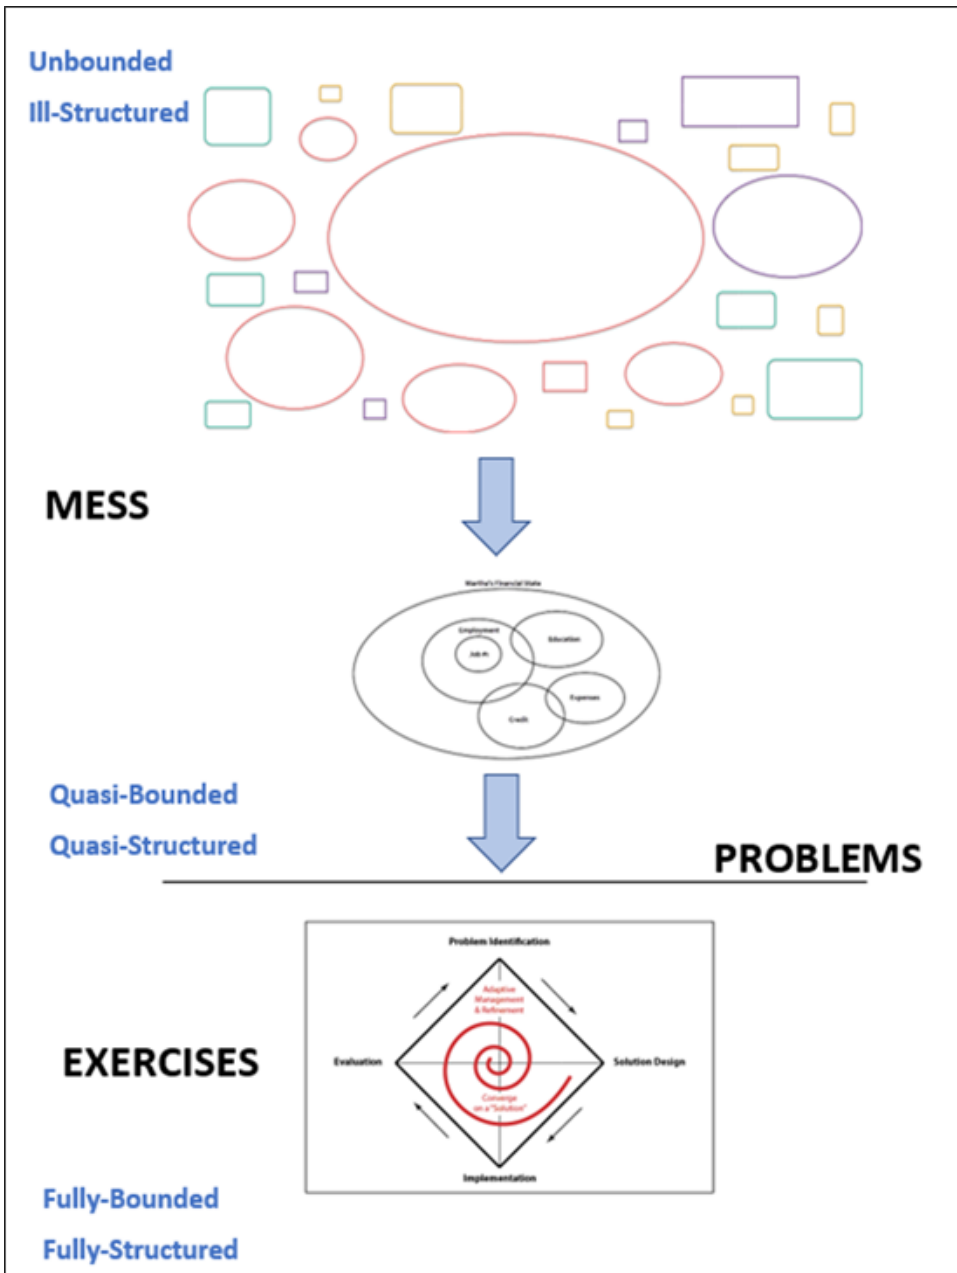 Unbounded
Ill-Structured
MESS
Martha's Financial State
Employment
Education
Job #1
Expenses
Credit
Quasi-Bounded
Quasi-Structured
PROBLEMS
Problem Identification
Adaptive
Management
& Refinement
EXERCISES
Evaluation
Solution Design
Converge
on a "Solution"
Implementation
Fully-Bounded
Fully-Structured